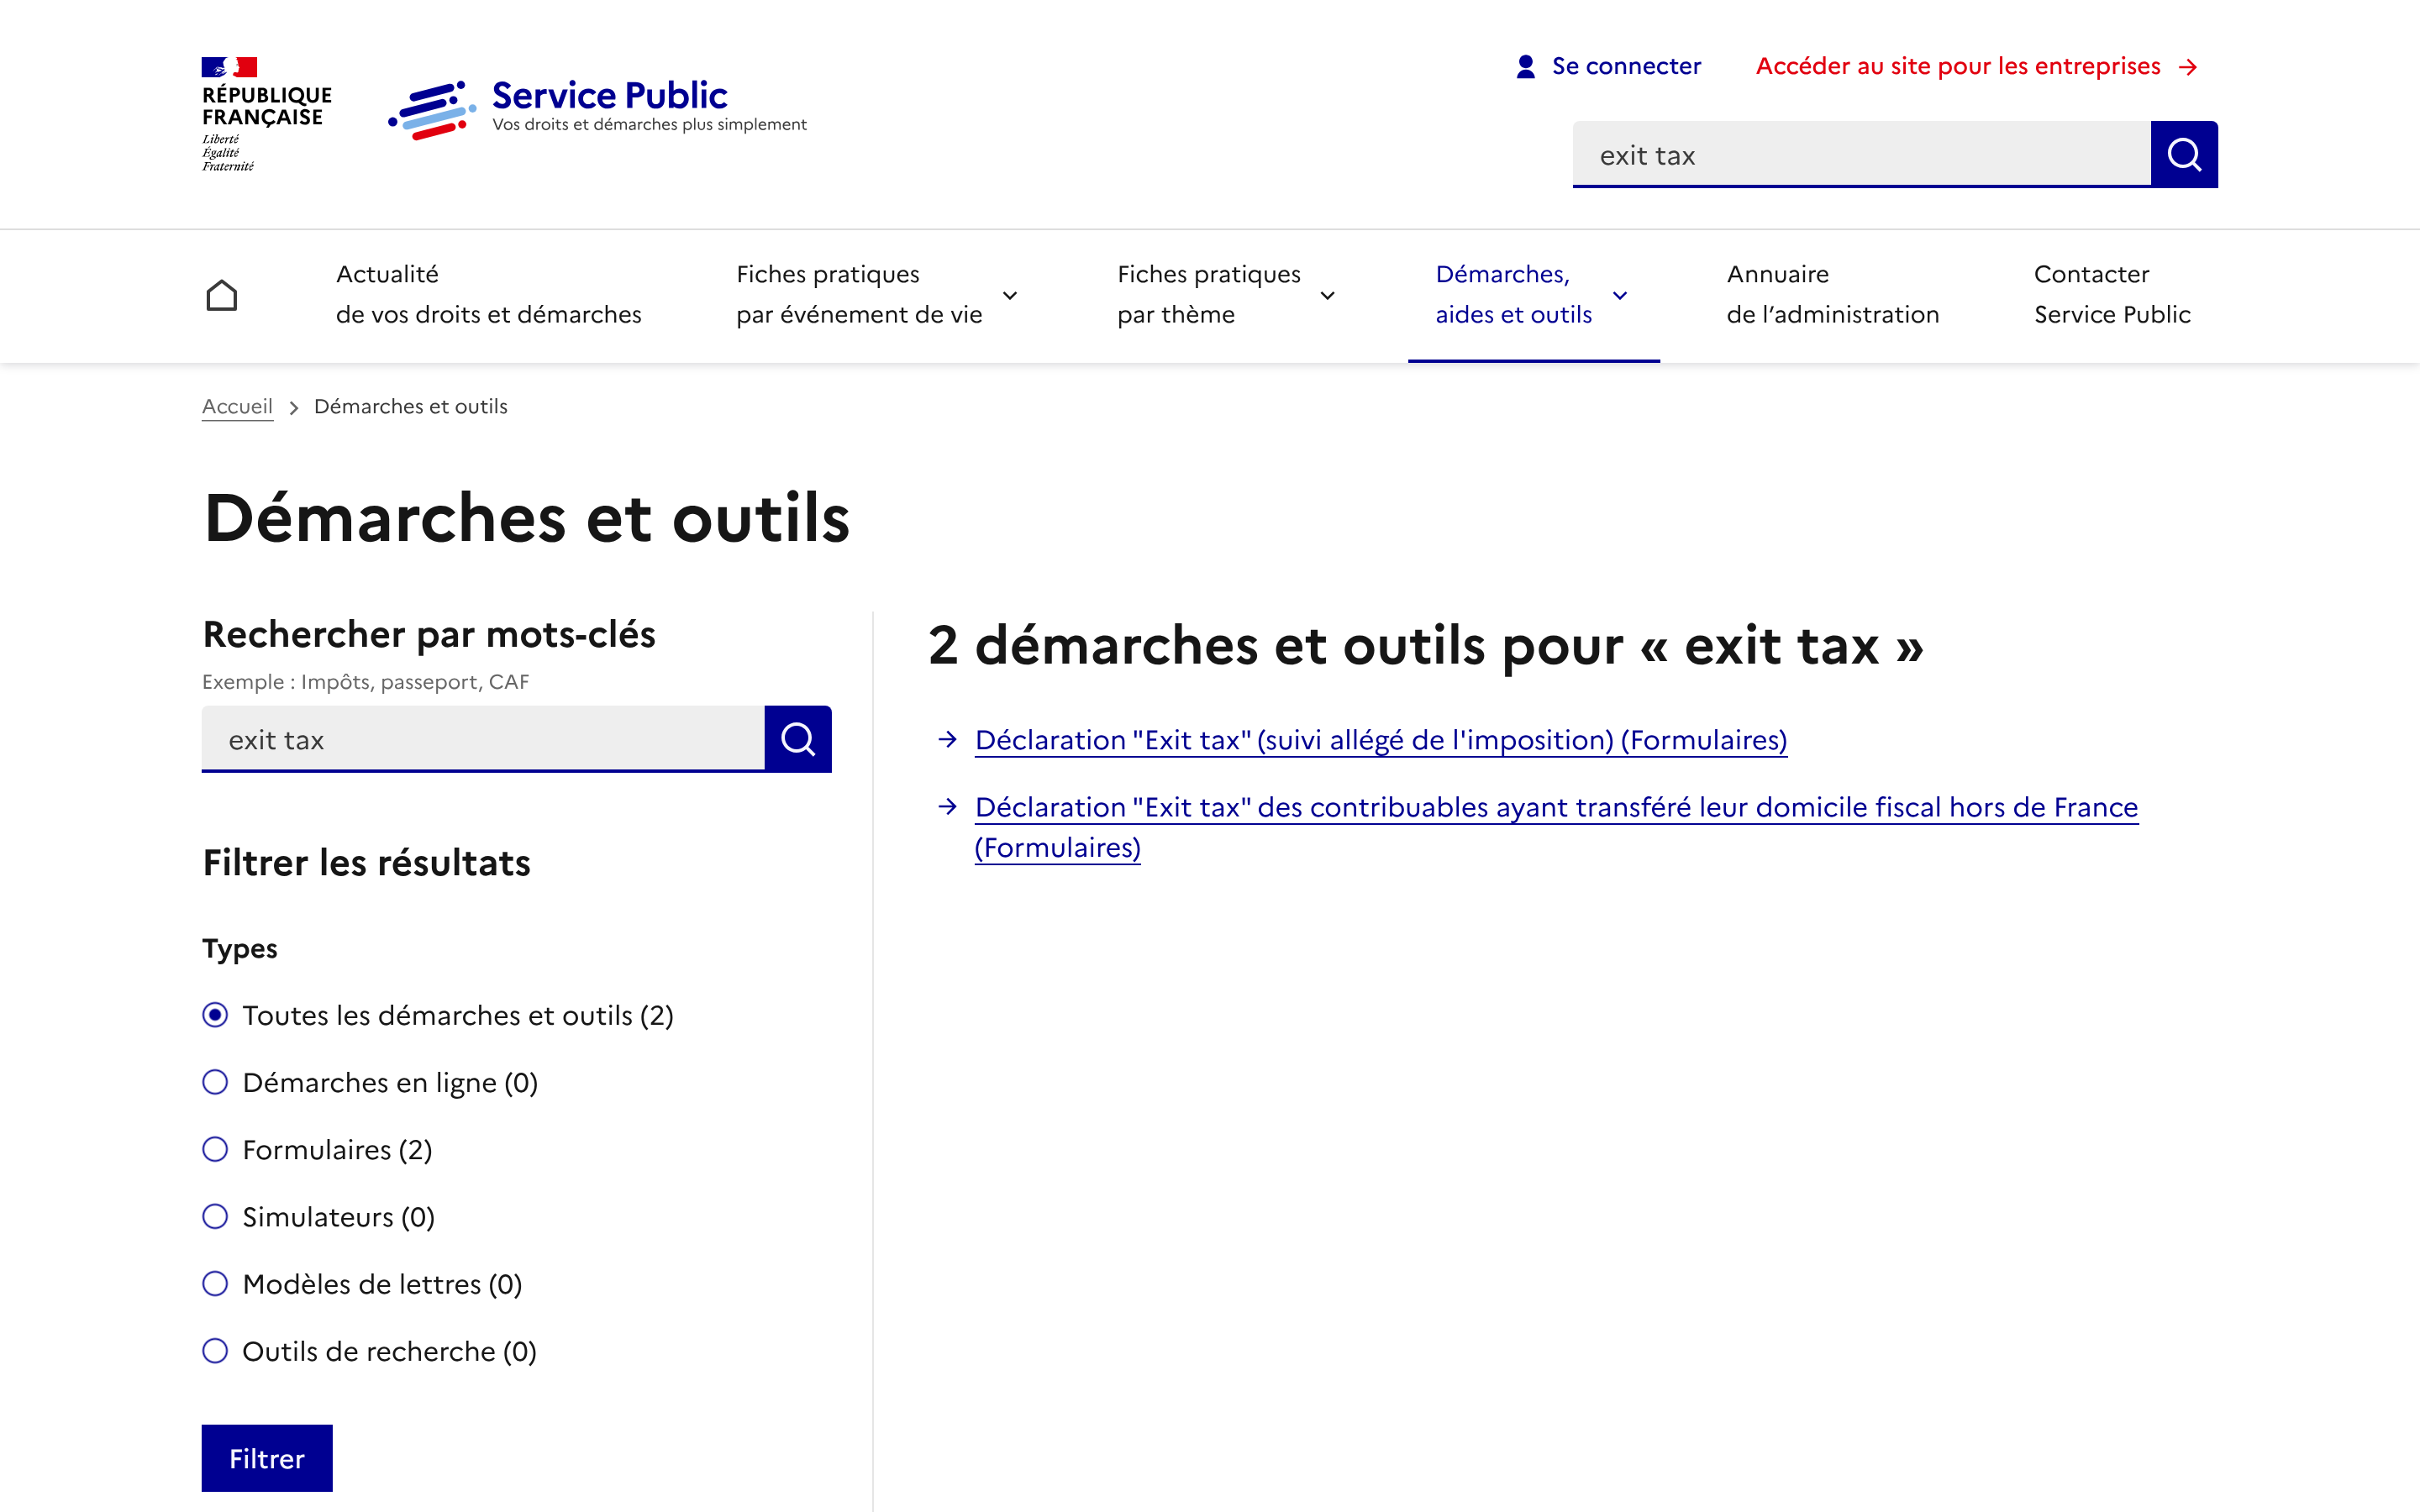 RÉPUBLIQUE
FRANÇAISE
Liberté
Égalité
Fraternité
Service Public
Vos droits et démarches plus simplement
Se connecter
Accéder au site pour les entreprises
exit tax
Actualité
de vos droits et démarches
Fiches pratiques
par événement de vie
Fiches pratiques
par thème
Démarches,
aides et outils
Annuaire
de l’administration
Contacter
Service Public
Accueil
Démarches et outils
Démarches et outils
Rechercher par mots-clés
Exemple : Impôts, passeport, CAF
exit tax
Filtrer les résultats
Types
Toutes les démarches et outils (2)
Démarches en ligne (0)
Formulaires (2)
Simulateurs (0)
Modèles de lettres (0)
Outils de recherche (0)
Filtrer
2 démarches et outils pour « exit tax »
Déclaration "Exit tax" (suivi allégé de l'imposition) (Formulaires)
Déclaration "Exit tax" des contribuables ayant transféré leur domicile fiscal hors de France
(Formulaires)